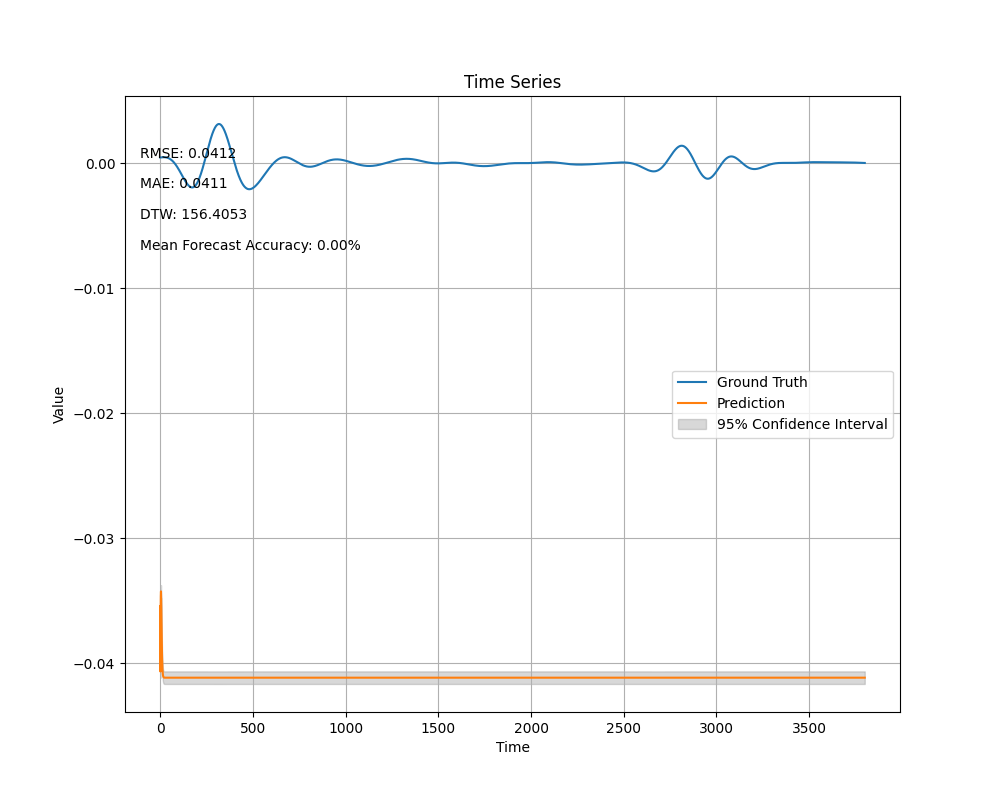 Time Series
RMSE: 0.0412
MAE: 0.0411
DTW: 156.4053
Mean Forecast Accuracy: 0.00%
0.00
−0.01
−0.02
−0.03
−0.04
Value
Ground Truth
Prediction
95% Confidence Interval
0 500 1000 1500 2000 2500 3000 3500
Time